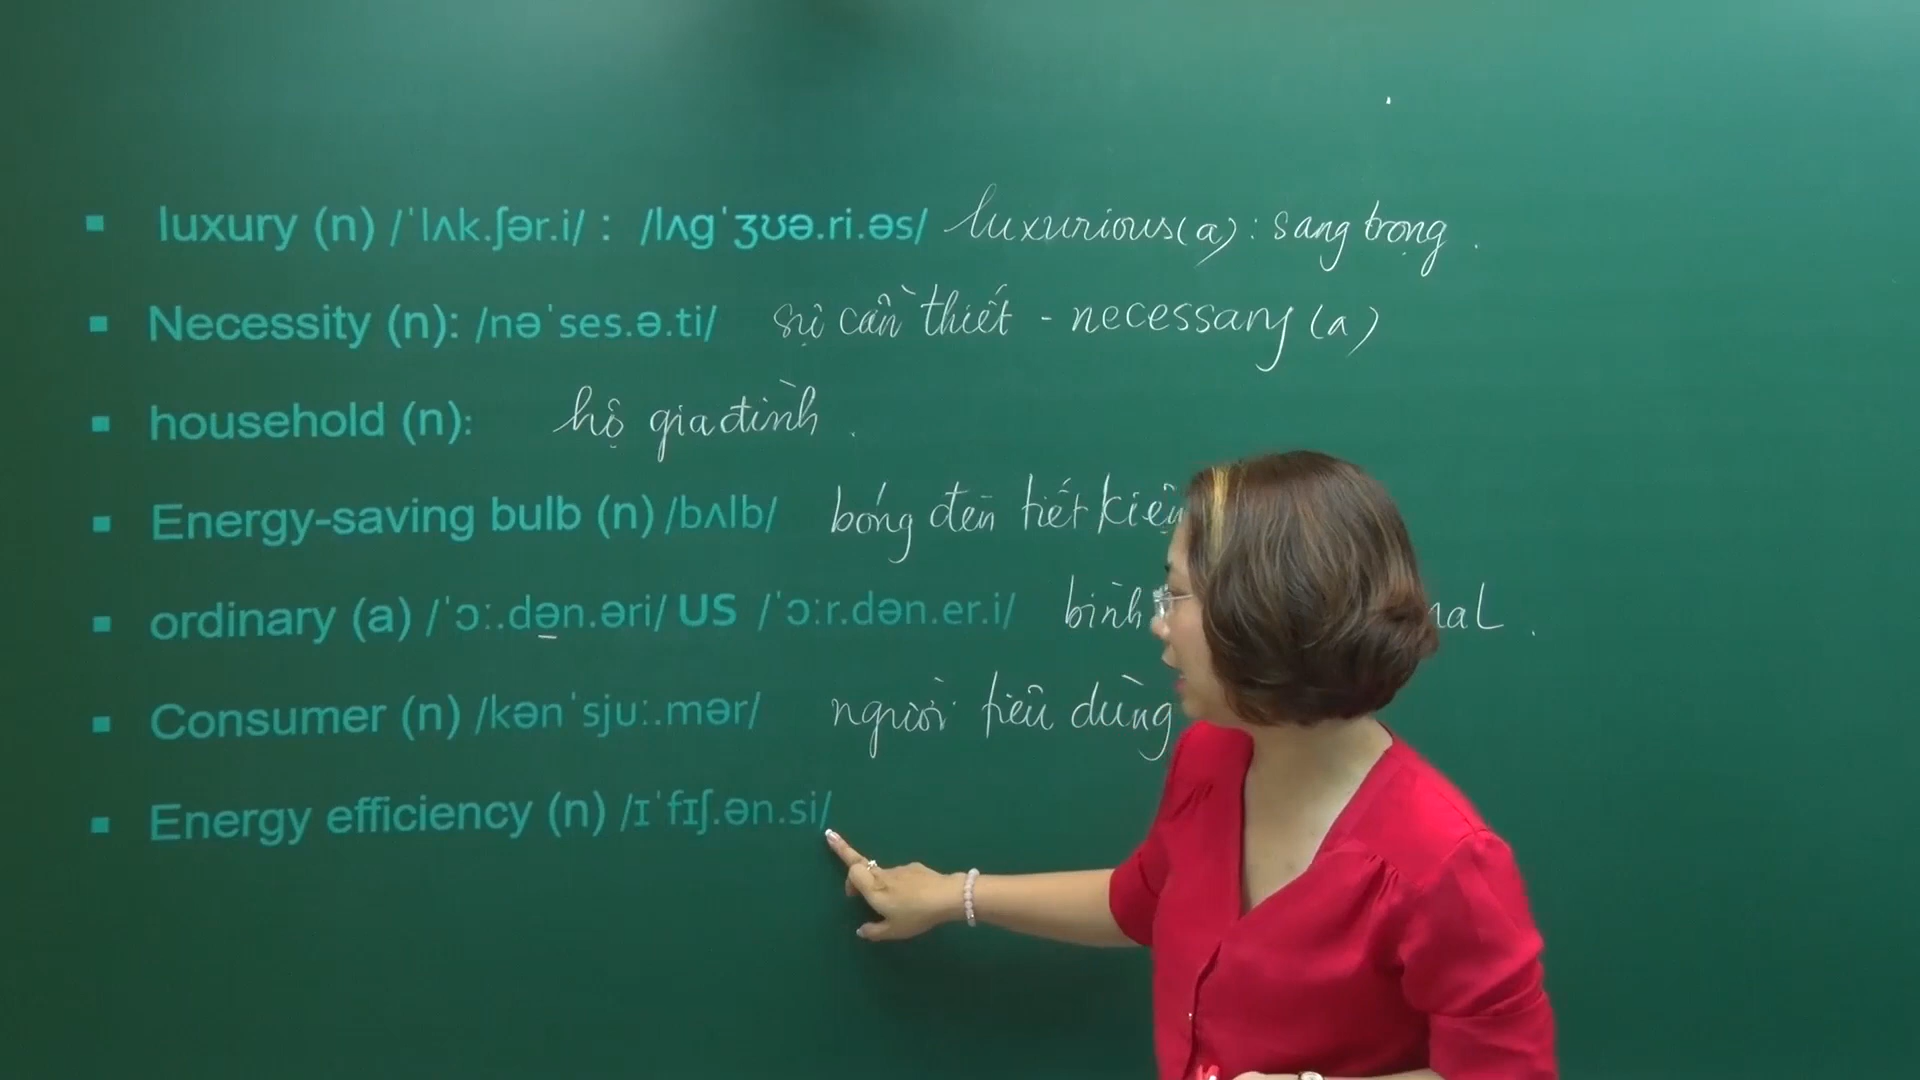 ▪ luxury (n) /ˈlʌk.ʃər.i/ : /lʌɡˈʒʊə.ri.əs/ luxurious (a) : sang trọng .
▪ Necessity (n): /nəˈses.ə.ti/ sự cần thiết - necessary (a)
▪ household (n): hộ gia đình .
▪ Energy-saving bulb (n) /bʌlb/ bóng đèn tiết
▪ ordinary (a) /ˈɔː.dən.əri/ US /ˈɔːr.dən.er.i/ bình
▪ Consumer (n) /kənˈsjuː.mər/ người tiêu dùng
▪ Energy efficiency (n) /ɪˈfɪʃ.ən.si/